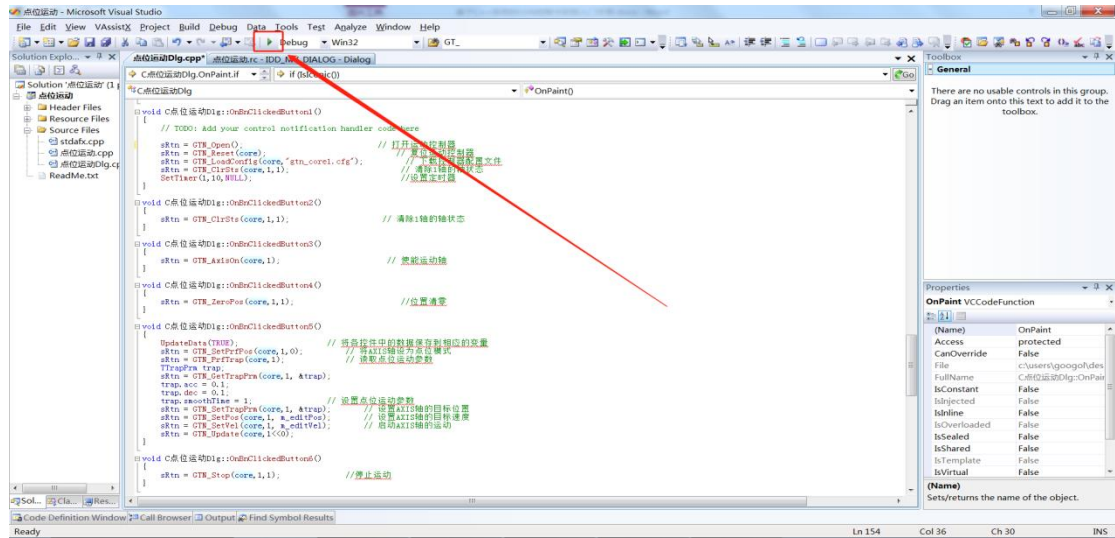 点位运动 - Microsoft Visual Studio
File Edit View VAssistX Project Build Debug Data Tools Test Analyze Window Help
Debug Win32 GT_
Solution Explo...
点位运动Dlg.cpp* 点位运动.rc - IDD_MY_DIALOG - Dialog
Toolbox
C点位运动Dlg.OnPaint.if if (IsIconic())
Go
General
Solution '点位运动' (1
C点位运动Dlg OnPaint()
There are no usable controls in this group. Drag an item onto this text to add it to the toolbox.
点位运动
Header Files
Resource Files
Source Files
stdafx.cpp
点位运动.cpp
点位运动Dlg.cp
ReadMe.txt
void C点位运动Dlg::OnBnClickedButton1()
{
// TODO: Add your control notification handler code here
sRtn = GTN_Open(); // 打开运动控制器
sRtn = GTN_Reset(core); // 复位运动控制器
sRtn = GTN_LoadConfig(core,"gtn_core1.cfg"); // 下载控制器配置文件
sRtn = GTN_ClrSts(core,1,1); // 清除1轴的轴状态
SetTimer(1,10,NULL); //设置定时器
}
void C点位运动Dlg::OnBnClickedButton2()
{
sRtn = GTN_ClrSts(core,1,1); // 清除1轴的轴状态
}
void C点位运动Dlg::OnBnClickedButton3()
{
sRtn = GTN_AxisOn(core,1); // 使能运动轴
}
void C点位运动Dlg::OnBnClickedButton4()
{
sRtn = GTN_ZeroPos(core,1,1); //位置清零
}
void C点位运动Dlg::OnBnClickedButton5()
{
UpdateData(TRUE); // 将各控件中的数据保存到相应的变量
sRtn = GTN_SetPrfPos(core,1,0); // 将AXIS轴设为点位模式
sRtn = GTN_PrfTrap(core,1); // 读取点位运动参数
TTrapPrm trap;
sRtn = GTN_GetTrapPrm(core,1, &trap);
trap.acc = 0.1;
trap.dec = 0.1;
trap.smoothTime = 1; // 设置点位运动参数
sRtn = GTN_SetTrapPrm(core,1, &trap); // 设置AXIS轴的目标位置
sRtn = GTN_SetPos(core,1, m_editPos); // 设置AXIS轴的目标速度
sRtn = GTN_SetVel(core,1, m_editVel); // 启动AXIS轴的运动
sRtn = GTN_Update(core,1<<0);
}
void C点位运动Dlg::OnBnClickedButton6()
{
sRtn = GTN_Stop(core,1,1); //停止运动
}
Properties
OnPaint VCCodeFunction
(Name) OnPaint
Access protected
CanOverride False
File c:\users\googol\des
FullName C点位运动Dlg::OnPain
IsConstant False
IsInjected False
IsInline False
IsOverloaded False
IsSealed False
IsShared False
IsTemplate False
IsVirtual False
(Name)
Sets/returns the name of the object.
Sol... Cla... Res...
Code Definition Window Call Browser Output Find Symbol Results
Ready Ln 154 Col 36 Ch 30 INS